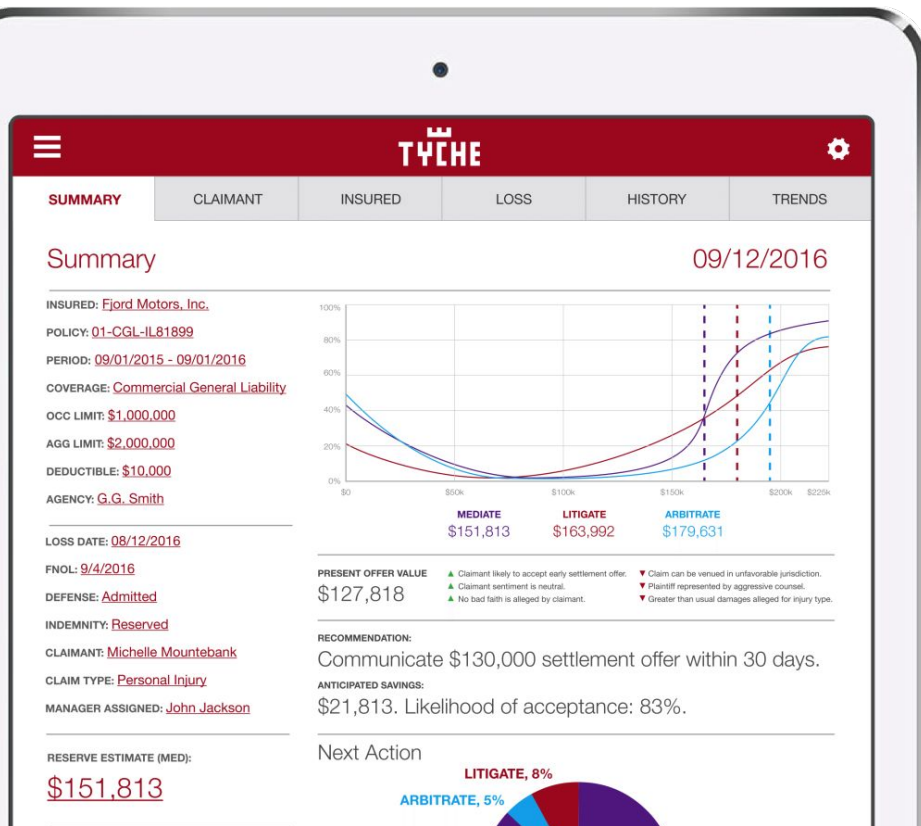 TYCHE
SUMMARY CLAIMANT INSURED LOSS HISTORY TRENDS
Summary
09/12/2016
INSURED: Fjord Motors, Inc.
POLICY: 01-CGL-IL81899
PERIOD: 09/01/2015 - 09/01/2016
COVERAGE: Commercial General Liability
OCC LIMIT: $1,000,000
AGG LIMIT: $2,000,000
DEDUCTIBLE: $10,000
AGENCY: G.G. Smith
LOSS DATE: 08/12/2016
FNOL: 9/4/2016
DEFENSE: Admitted
INDEMNITY: Reserved
CLAIMANT: Michelle Mountebank
CLAIM TYPE: Personal Injury
MANAGER ASSIGNED: John Jackson
RESERVE ESTIMATE (MED):
$151,813
100%
80%
60%
40%
20%
0%
$0 $50k $100k $150k $200k $225k
MEDIATE LITIGATE ARBITRATE
$151,813 $163,992 $179,631
PRESENT OFFER VALUE
$127,818
▲ Claimant likely to accept early settlement offer.
▲ Claimant sentiment is neutral.
▲ No bad faith is alleged by claimant.
▼ Claim can be venued in unfavorable jurisdiction.
▼ Plaintiff represented by aggressive counsel.
▼ Greater than usual damages alleged for injury type.
RECOMMENDATION:
Communicate $130,000 settlement offer within 30 days.
ANTICIPATED SAVINGS:
$21,813. Likelihood of acceptance: 83%.
Next Action
LITIGATE, 8%
ARBITRATE, 5%